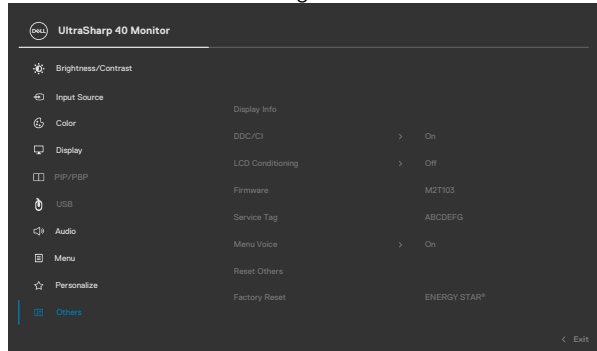 DELL UltraSharp 40 Monitor
Brightness/Contrast
Input Source
Color
Display
PIP/PBP
USB
Audio
Menu
Personalize
Others
Display Info
DDC/CI > On
LCD Conditioning > Off
Firmware M2T103
Service Tag ABCDEFG
Menu Voice > On
Reset Others
Factory Reset ENERGY STAR®
< Exit